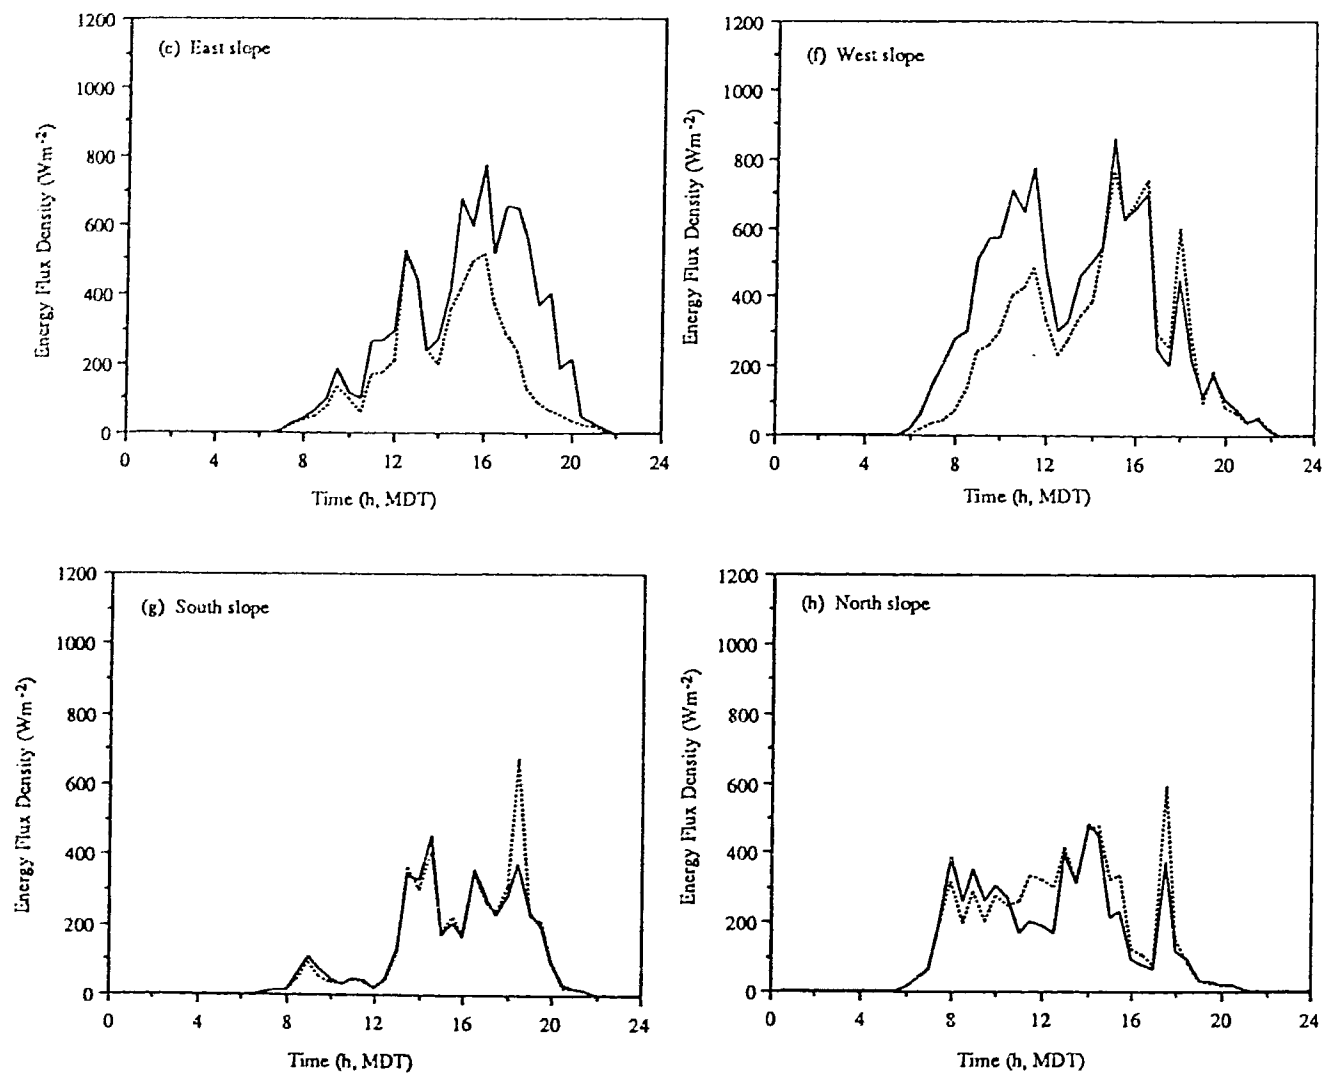 (e) East slope
1200
1000
800
600
400
200
0
Energy Flux Density (Wm-2)
0 4 8 12 16 20 24
Time (h, MDT)
(f) West slope
1200
1000
800
600
400
200
0
Energy Flux Density (Wm-2)
0 4 8 12 16 20 24
Time (h, MDT)
(g) South slope
1200
1000
800
600
400
200
0
Energy Flux Density (Wm-2)
0 4 8 12 16 20 24
Time (h, MDT)
(h) North slope
1200
1000
800
600
400
200
0
Energy Flux Density (Wm-2)
0 4 8 12 16 20 24
Time (h, MDT)